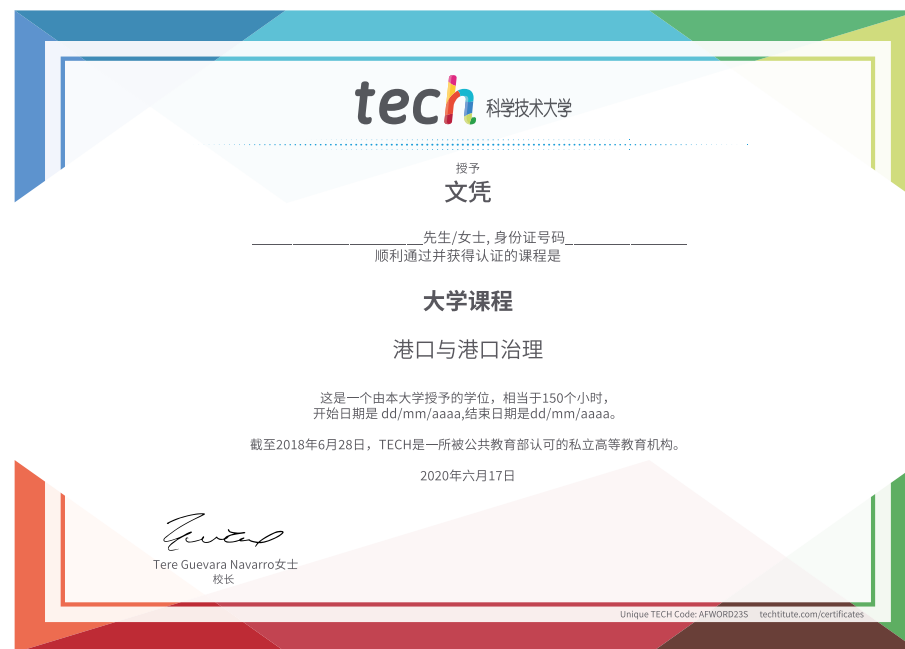 tech 科学技术大学
授予
文凭
____________________先生/女士, 身份证号码________________
顺利通过并获得认证的课程是
大学课程
港口与港口治理
这是一个由本大学授予的学位，相当于150个小时，
开始日期是 dd/mm/aaaa,结束日期是dd/mm/aaaa。
截至2018年6月28日，TECH是一所被公共教育部认可的私立高等教育机构。
2020年六月17日
Tere Guevara Navarro女士
校长
Unique TECH Code: AFWORD23S techtitute.com/certificates